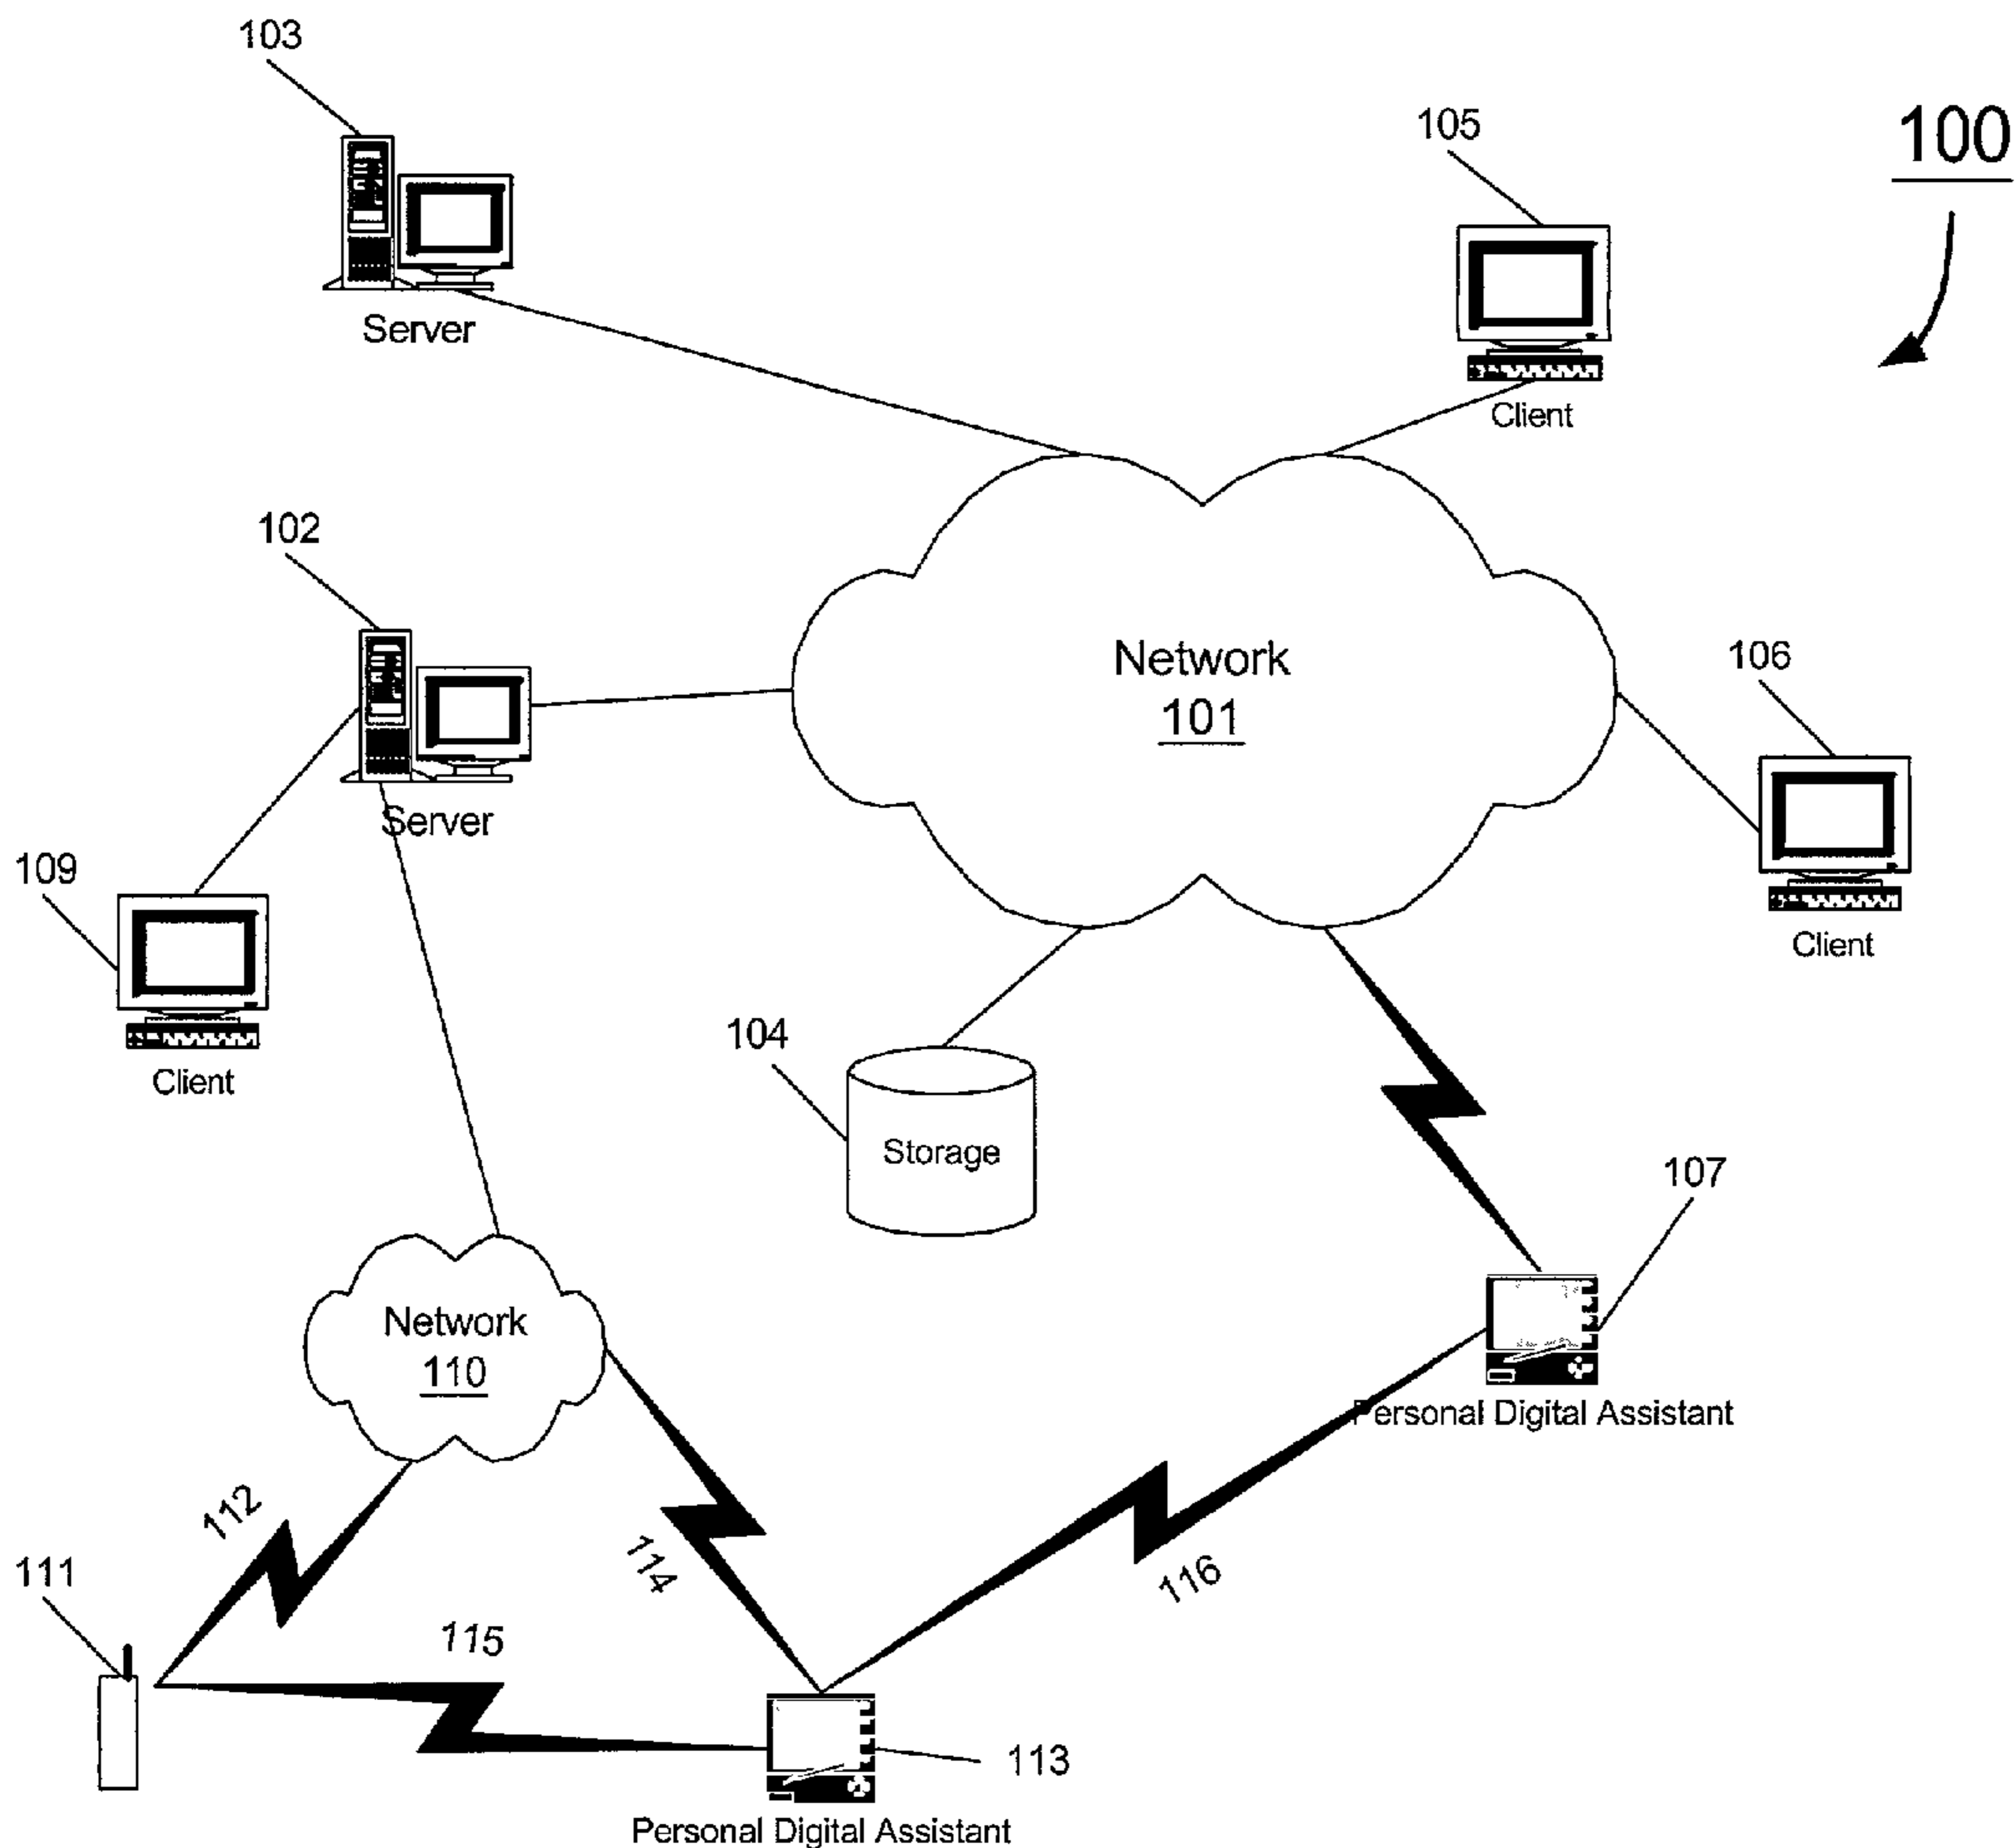 103
105
100
Server
Client
102
Network
101
106
Server
109
Client
104
Client
Storage
107
Network
110
Personal Digital Assistant
112
114
116
111
115
113
Personal Digital Assistant